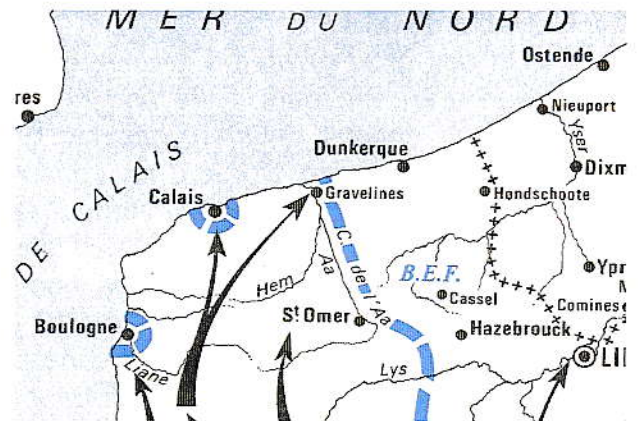 MER DU NORD
Ostende
res
Nieuport
Yser
Dunkerque
Dixm
DE CALAIS
Calais
Gravelines
Hondschoote
C. de l'Aa
Aa
Hem
B.E.F.
Ypr
Cassel
Comines
St Omer
Boulogne
Hazebrouck
Liane
Lys
LIL